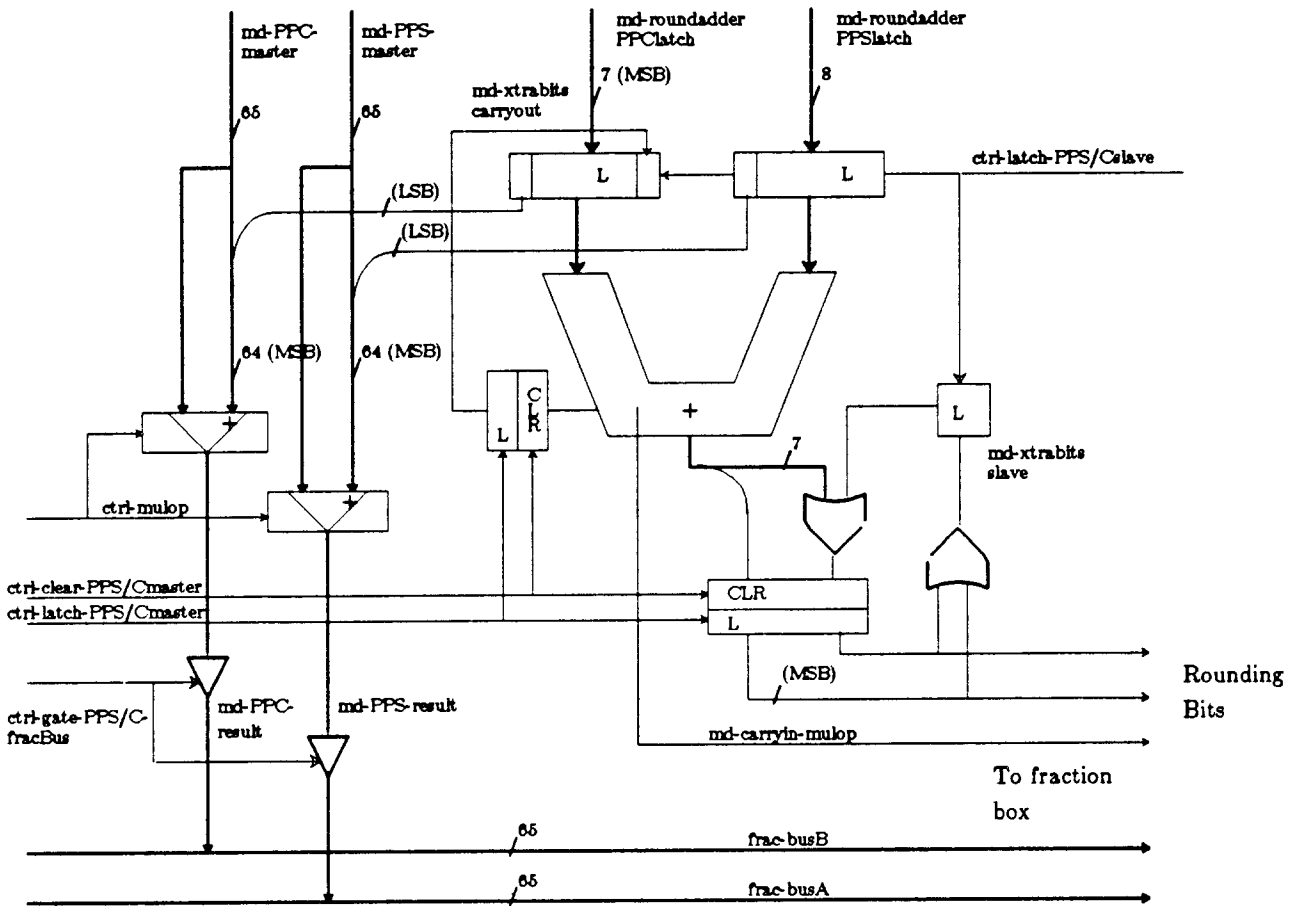 md-PPC-
master
md-PPS-
master
md-roundadder
PPClatch
md-roundadder
PPSlatch
7 (MSB)
8
md-xtrabits
carryout
65
65
L
L
ctrl-latch-PPS/Cslave
(LSB)
(LSB)
64 (MSB)
64 (MSB)
+
CLR
L
+
L
md-xtrabits
slave
7
+
ctrl-mulop
ctrl-clear-PPS/Cmaster
CLR
ctrl-latch-PPS/Cmaster
L
(MSB)
Rounding
Bits
ctrl-gate-PPS/C-
fracBus
md-PPC-
result
md-PPS-result
md-carryin-mulop
To fraction
box
65
frac-busB
65
frac-busA